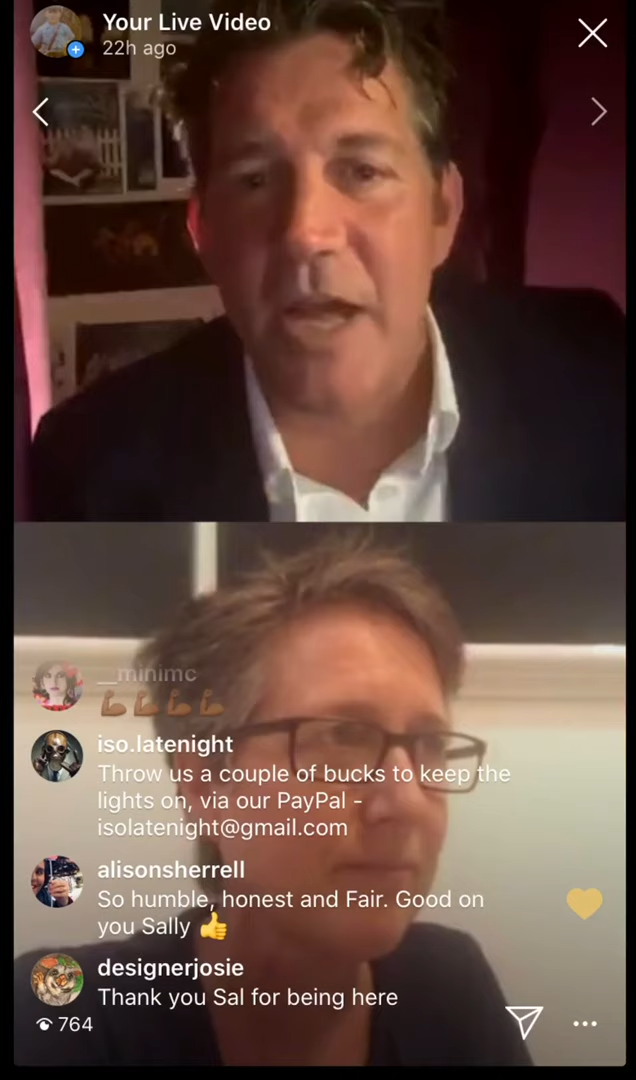 Your Live Video
22h ago
__minimc
💪🏾💪🏾💪🏾💪🏾
iso.latenight
Throw us a couple of bucks to keep the
lights on, via our PayPal -
isolatenight@gmail.com
alisonsherrell
So humble, honest and Fair. Good on
you Sally 👍
designerjosie
Thank you Sal for being here
764